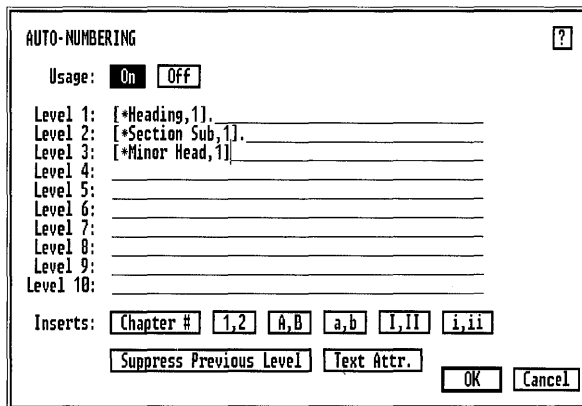 AUTO-NUMBERING ?
Usage: On Off
Level 1: [*Heading,1].
Level 2: [*Section Sub,1].
Level 3: [*Minor Head,1]
Level 4:
Level 5:
Level 6:
Level 7:
Level 8:
Level 9:
Level 10:
Inserts: Chapter # 1,2 A,B a,b I,II i,ii
Suppress Previous Level Text Attr.
OK Cancel